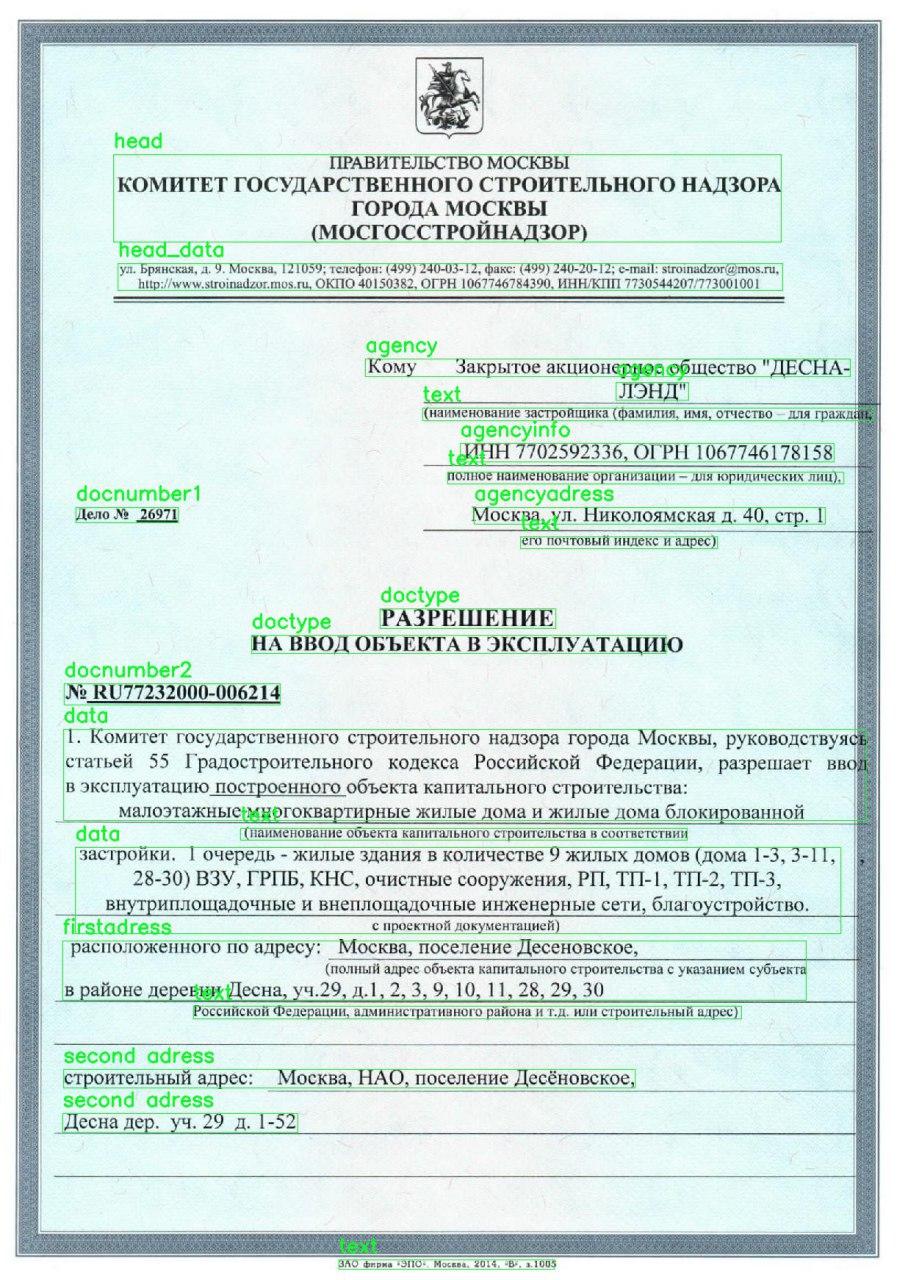 head
ПРАВИТЕЛЬСТВО МОСКВЫ
КОМИТЕТ ГОСУДАРСТВЕННОГО СТРОИТЕЛЬНОГО НАДЗОРА
ГОРОДА МОСКВЫ
(МОСГОССТРОЙНАДЗОР)
head_data
ул. Брянская, д. 9. Москва, 121059; телефон: (499) 240-03-12, факс: (499) 240-20-12; e-mail: stroinadzor@mos.ru,
http://www.stroinadzor.mos.ru, ОКПО 40150382, ОГРН 1067746784390, ИНН/КПП 7730544207/773001001
agency
Кому Закрытое акционерное общество "ДЕСНА-
agency
ЛЭНД"
text
(наименование застройщика (фамилия, имя, отчество – для граждан,
agencyinfo
ИНН 7702592336, ОГРН 1067746178158
text
полное наименование организации – для юридических лиц),
docnumber1
Дело № 26971
agencyadress
Москва, ул. Николоямская д. 40, стр. 1
text
его почтовый индекс и адрес)
doctype
РАЗРЕШЕНИЕ
doctype
НА ВВОД ОБЪЕКТА В ЭКСПЛУАТАЦИЮ
docnumber2
№ RU77232000-006214
data
1. Комитет государственного строительного надзора города Москвы, руководствуясь
статьей 55 Градостроительного кодекса Российской Федерации, разрешает ввод
в эксплуатацию построенного объекта капитального строительства:
малоэтажные многоквартирные жилые дома и жилые дома блокированной
text
(наименование объекта капитального строительства в соответствии
data
застройки. 1 очередь - жилые здания в количестве 9 жилых домов (дома 1-3, 3-11, ,
28-30) ВЗУ, ГРПБ, КНС, очистные сооружения, РП, ТП-1, ТП-2, ТП-3,
внутриплощадочные и внеплощадочные инженерные сети, благоустройство.
с проектной документацией)
firstadress
расположенного по адресу: Москва, поселение Десеновское,
(полный адрес объекта капитального строительства с указанием субъекта
в районе деревни Десна, уч.29, д.1, 2, 3, 9, 10, 11, 28, 29, 30
text
Российской Федерации, административного района и т.д. или строительный адрес)
second adress
строительный адрес: Москва, НАО, поселение Десёновское,
second adress
Десна дер. уч. 29 д. 1-52
text
ЗАО фирма "ЭПО". Москва, 2014, "В", з.1005